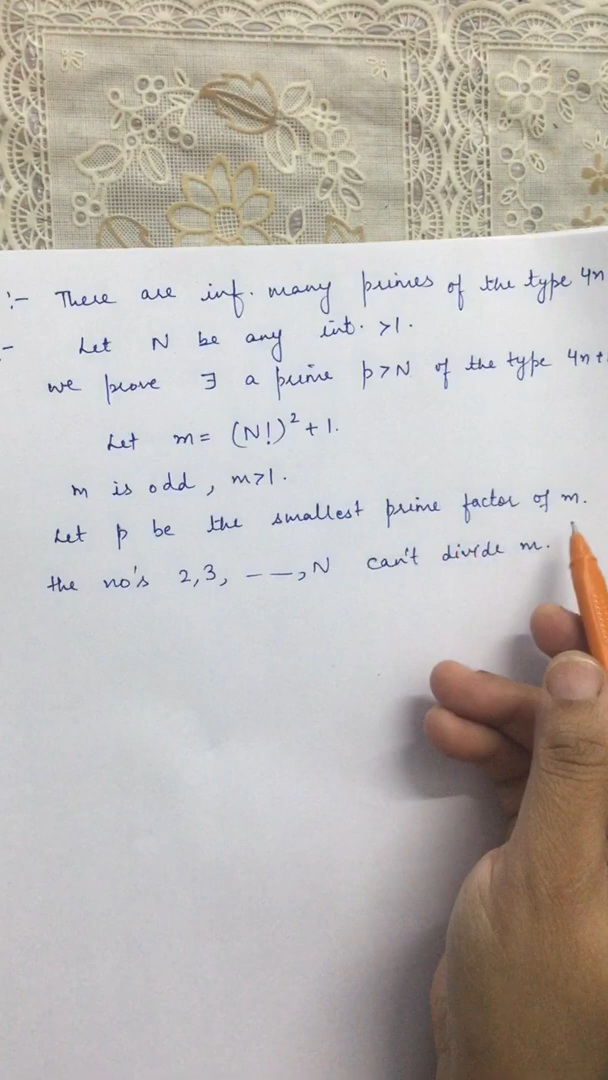 :- There are inf. many primes of the type 4n
- Let N be any int. >1.
we prove ∃ a prime p>N of the type 4n+
Let m = (N!)² + 1.
m is odd, m>1.
Let p be the smallest prime factor of m.
the no's 2,3, - - -, N can't divide m.